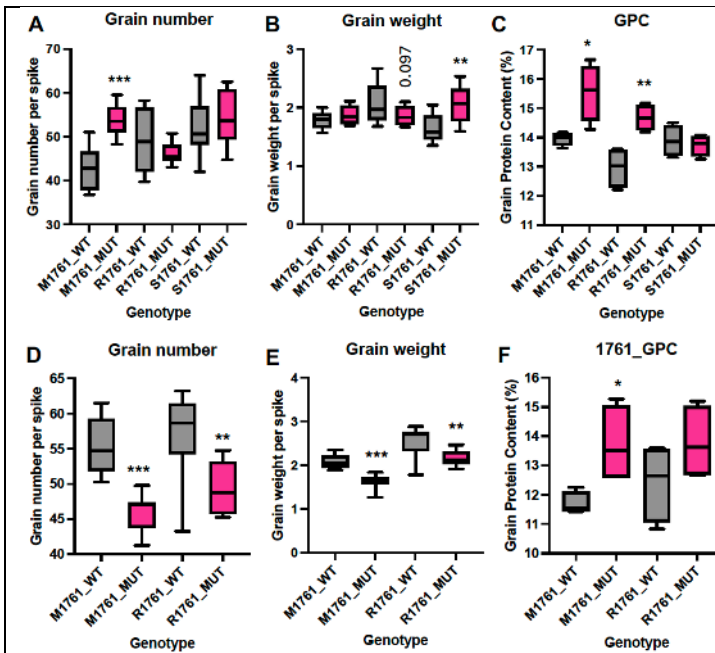 A
Grain number
***
Grain number per spike
70
60
50
40
30
M1761_WT
M1761_MUT
R1761_WT
R1761_MUT
S1761_WT
S1761_MUT
Genotype
B
Grain weight
0.097
**
Grain weight per spike
3
2
1
0
M1761_WT
M1761_MUT
R1761_WT
R1761_MUT
S1761_WT
S1761_MUT
Genotype
C
GPC
*
**
Grain Protein Content (%)
17
16
15
14
13
12
11
M1761_WT
M1761_MUT
R1761_WT
R1761_MUT
S1761_WT
S1761_MUT
Genotype
D
Grain number
***
**
Grain number per spike
65
60
55
50
45
40
M1761_WT
M1761_MUT
R1761_WT
R1761_MUT
Genotype
E
Grain weight
***
**
Grain weight per spike
4
3
2
1
0
M1761_WT
M1761_MUT
R1761_WT
R1761_MUT
Genotype
F
1761_GPC
*
Grain Protein Content (%)
16
15
14
13
12
11
10
M1761_WT
M1761_MUT
R1761_WT
R1761_MUT
Genotype